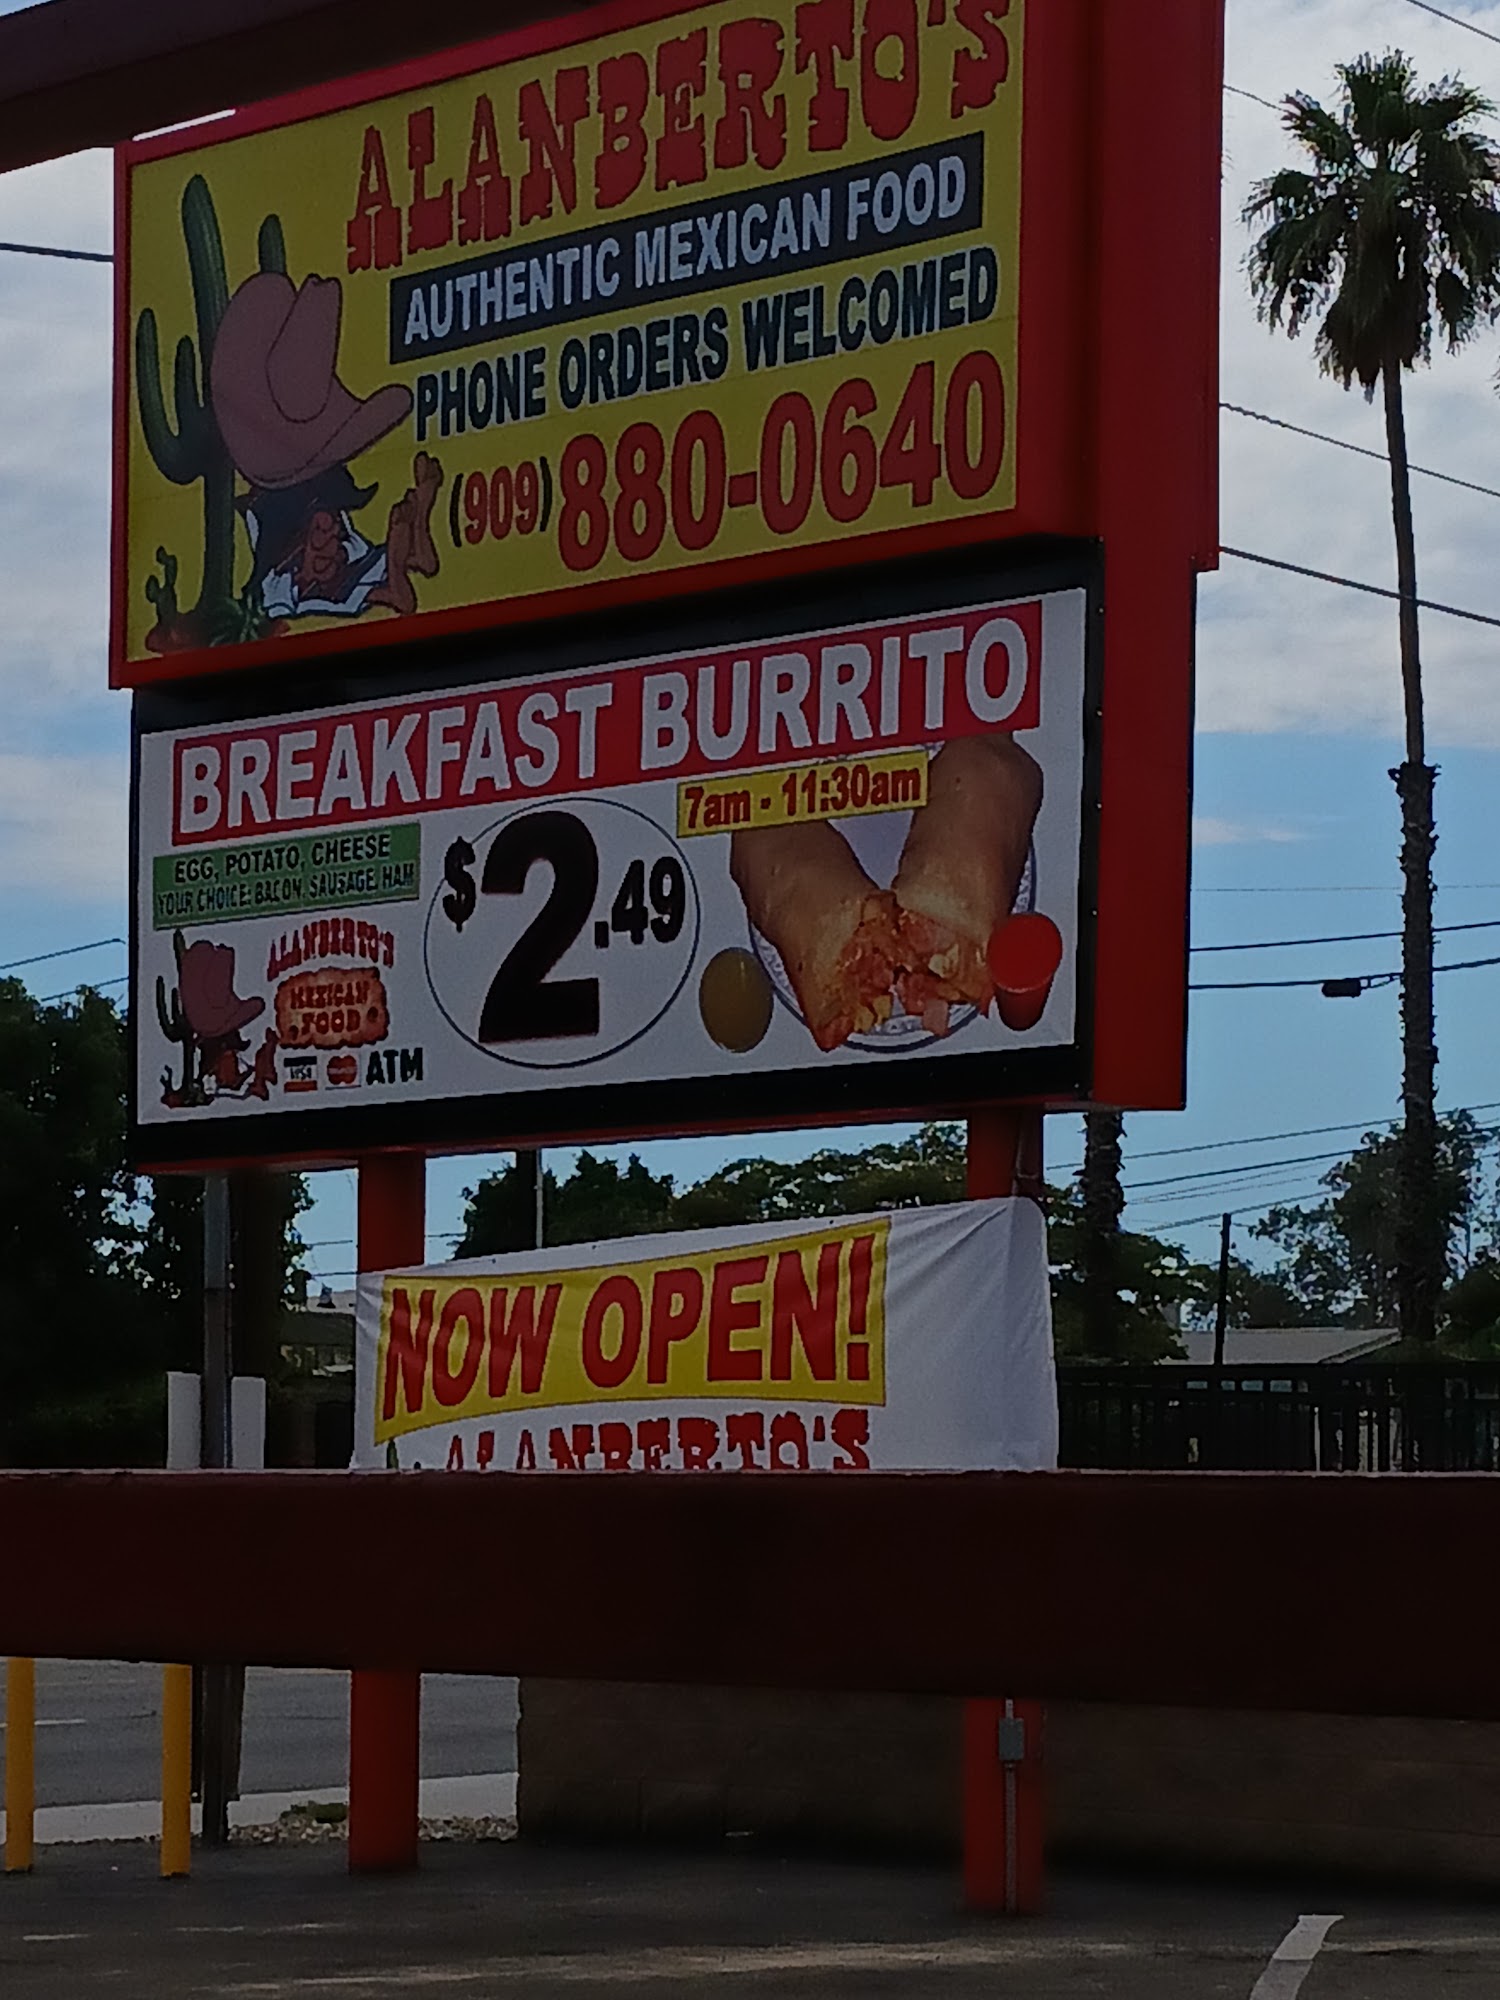 ALANBERTO'S
AUTHENTIC MEXICAN FOOD
PHONE ORDERS WELCOMED
(909) 880-0640
BREAKFAST BURRITO
7am - 11:30am
EGG, POTATO, CHEESE
YOUR CHOICE: BACON, SAUSAGE, HAM
$2.49
ALANBERTO'S
MEXICAN
FOOD
VISA
ATM
NOW OPEN!
ALANBERTO'S